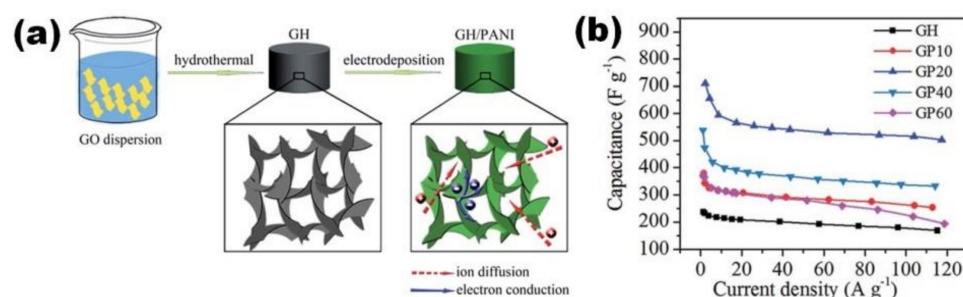 (a)
GH
GH/PANI
hydrothermal
electrodeposition
GO dispersion
ion diffusion
electron conduction
(b)
Capacitance (F g⁻¹)
900
800
700
600
500
400
300
200
100
GH
GP10
GP20
GP40
GP60
0 20 40 60 80 100 120
Current density (A g⁻¹)